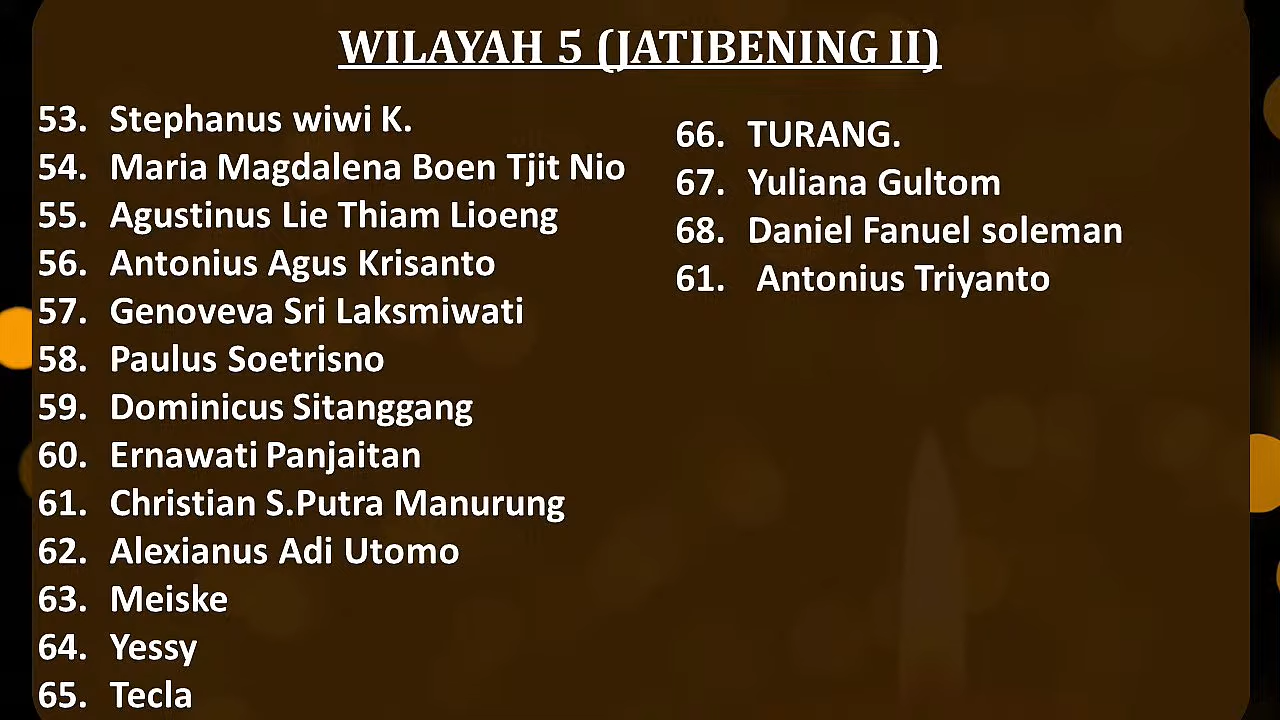 WILAYAH 5 (JATIBENING II)
53. Stephanus wiwi K.
54. Maria Magdalena Boen Tjit Nio
55. Agustinus Lie Thiam Lioeng
56. Antonius Agus Krisanto
57. Genoveva Sri Laksmiwati
58. Paulus Soetrisno
59. Dominicus Sitanggang
60. Ernawati Panjaitan
61. Christian S.Putra Manurung
62. Alexianus Adi Utomo
63. Meiske
64. Yessy
65. Tecla
66. TURANG.
67. Yuliana Gultom
68. Daniel Fanuel soleman
61. Antonius Triyanto